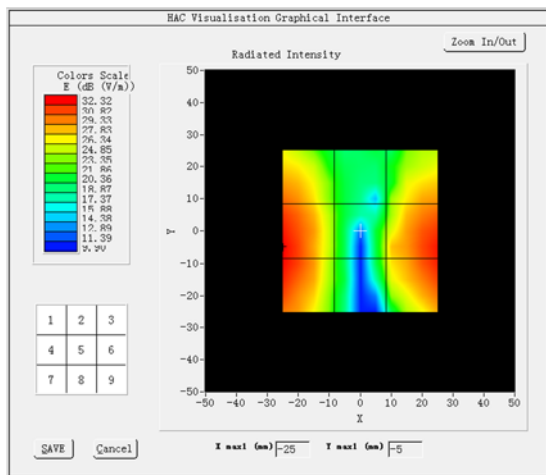 HAC Visualisation Graphical Interface
Zoom In/Out
Radiated Intensity
Colors Scale
E (dB (V/m))
32.32
30.82
29.33
27.83
26.34
24.85
23.35
21.85
20.36
18.87
17.37
15.88
14.38
12.89
11.39
9.90
50
40
30
20
10
0
-10
-20
-30
-40
-50
Y
-50 -40 -30 -20 -10 0 10 20 30 40 50
X
1 2 3
4 5 6
7 8 9
SAVE Cancel
X max1 (mm) -25 Y max1 (mm) -5